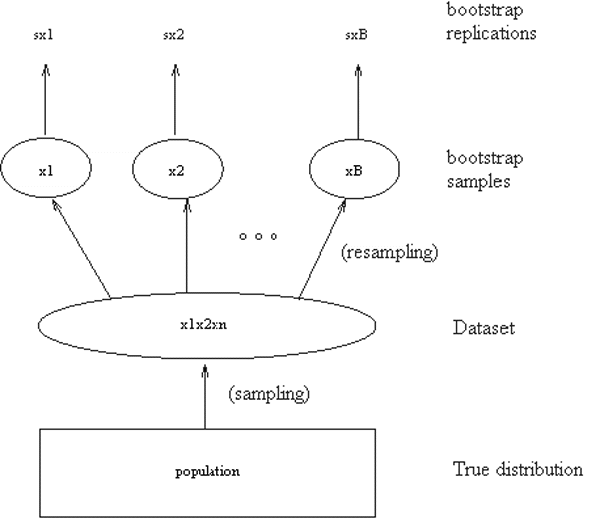 bootstrap
replications
sx1 sx2 sxB
bootstrap
samples
x1 x2 xB
(resampling)
x1x2xn Dataset
(sampling)
population True distribution